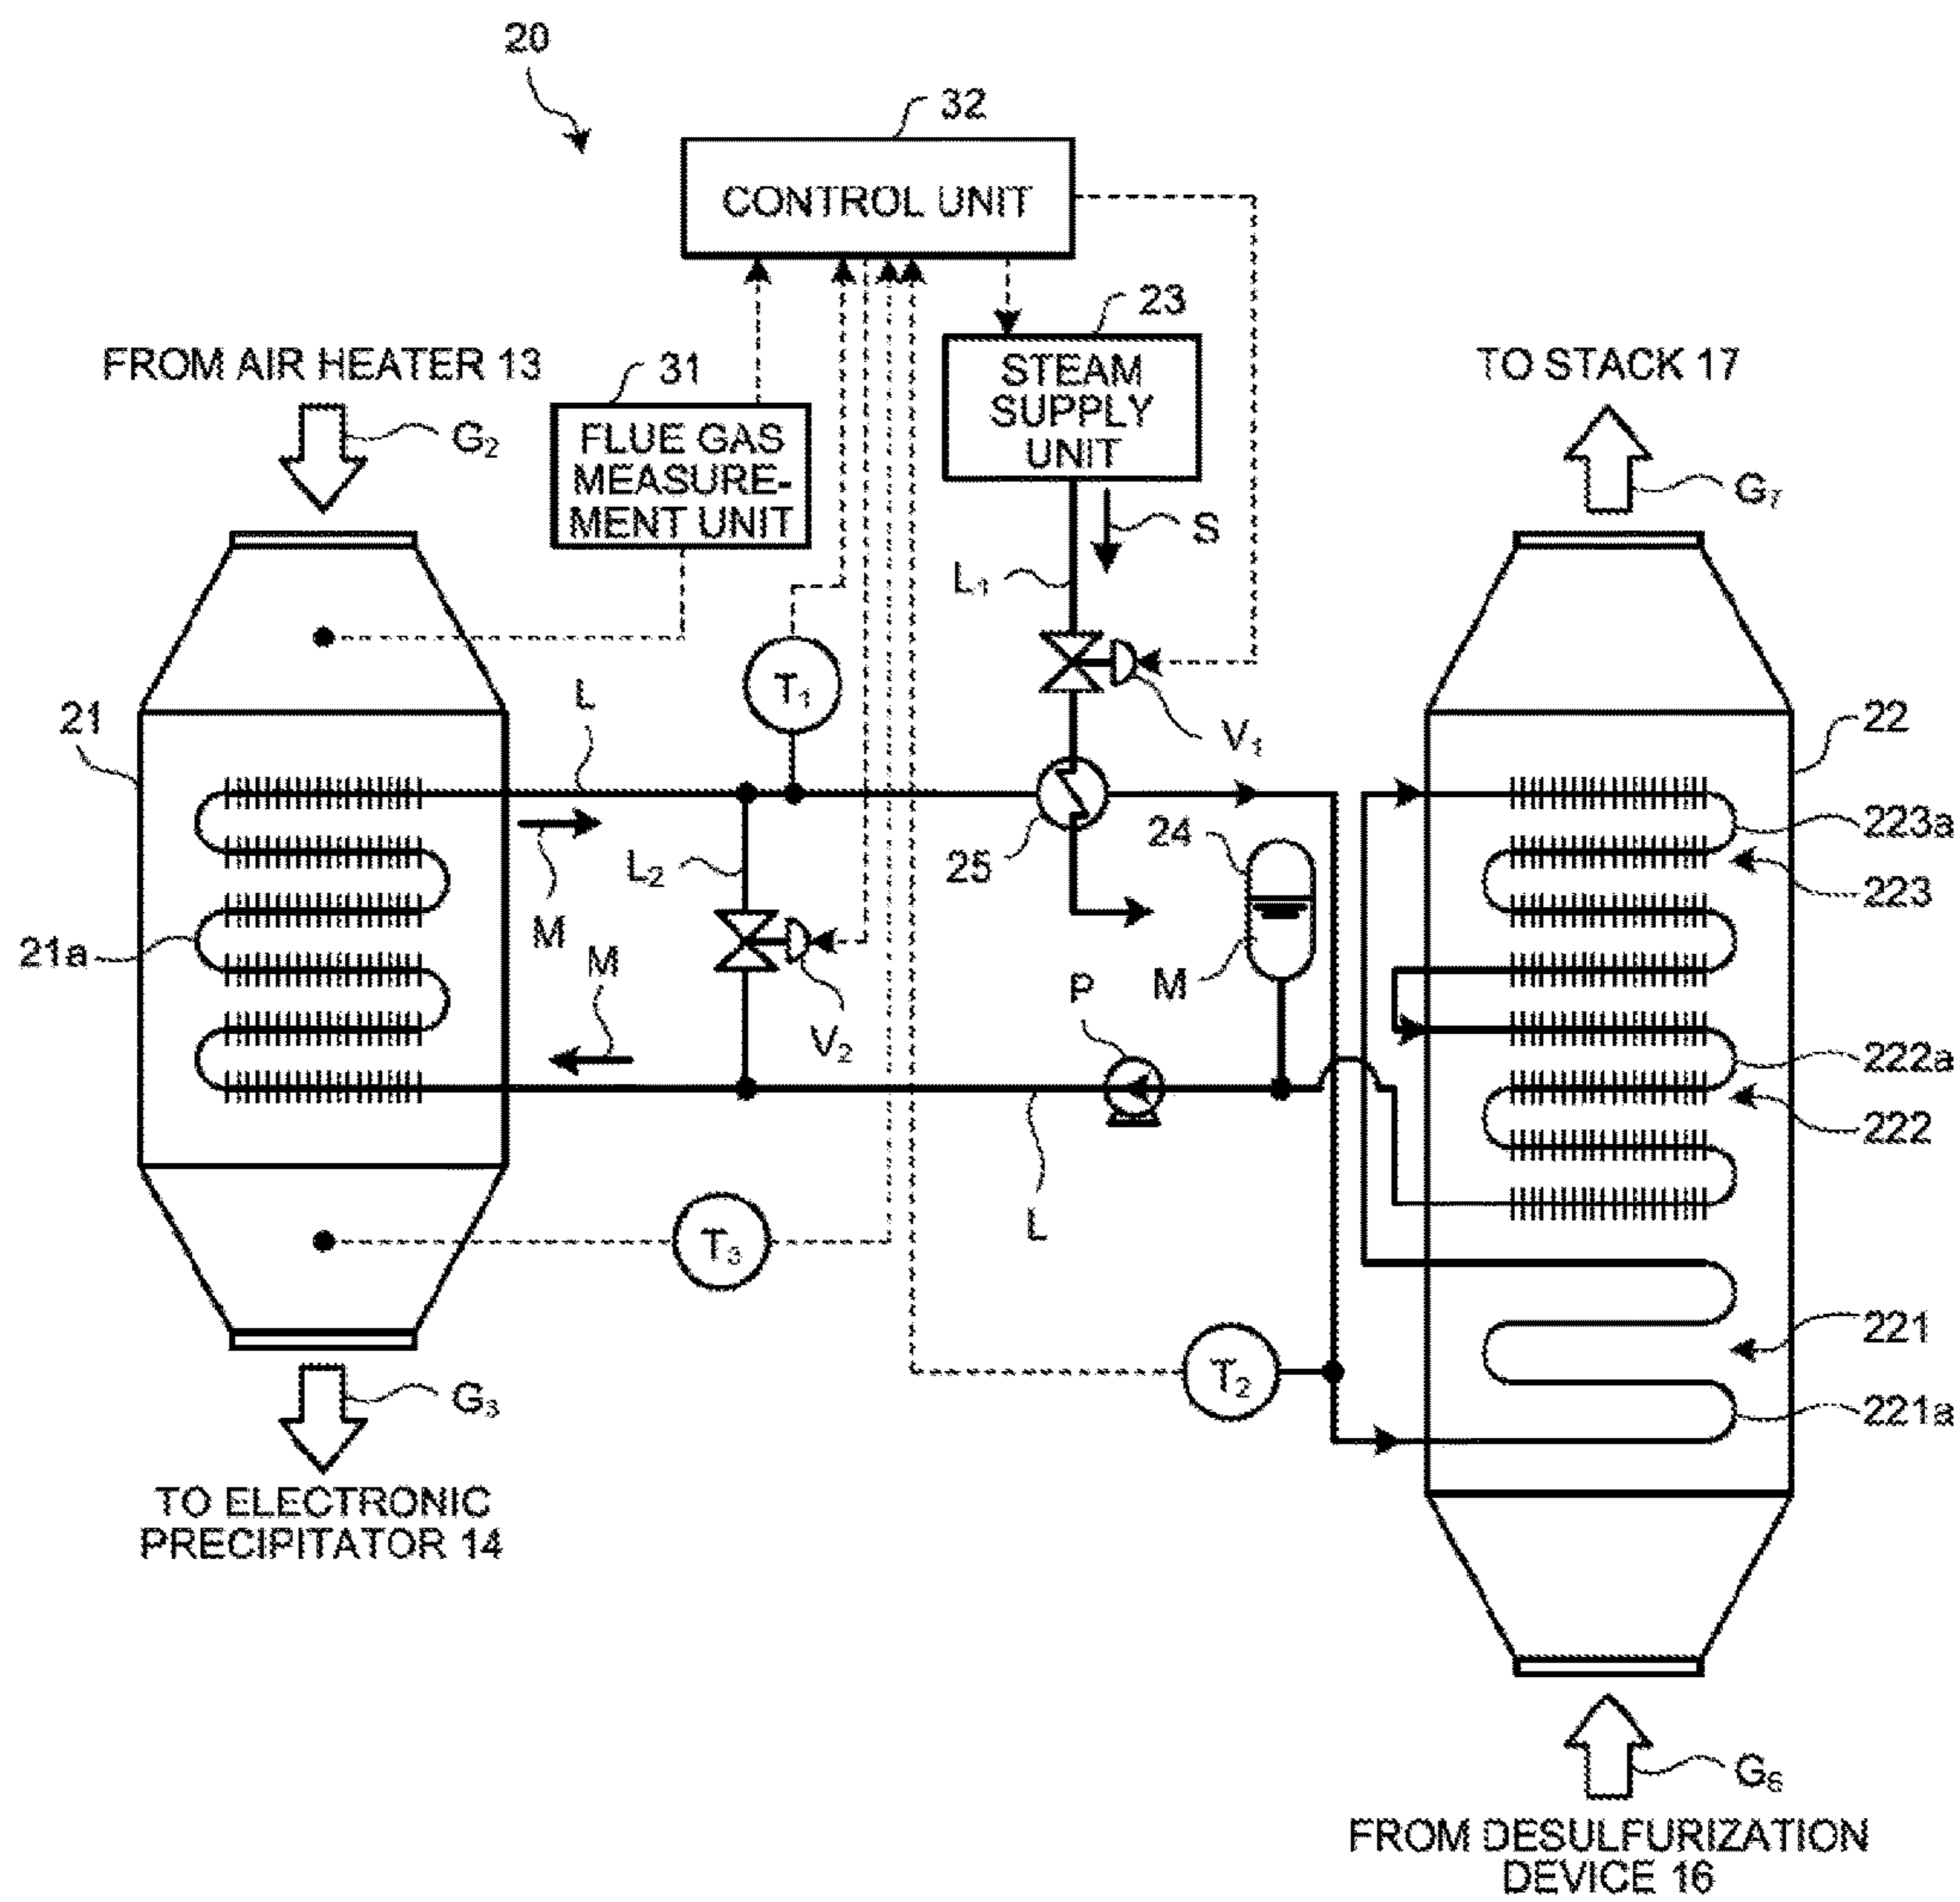 20
32
CONTROL UNIT
23
FROM AIR HEATER 13
31
STEAM
SUPPLY
UNIT
TO STACK 17
G₂
FLUE GAS
MEASURE-
MENT UNIT
G₇
S
L₁
T₁
21
L
V₁
22
24
223a
L₂
25
223
M
21a
M
P
M
V₂
222a
222
T₃
L
221
T₂
G₃
221a
TO ELECTRONIC
PRECIPITATOR 14
G₆
FROM DESULFURIZATION
DEVICE 16